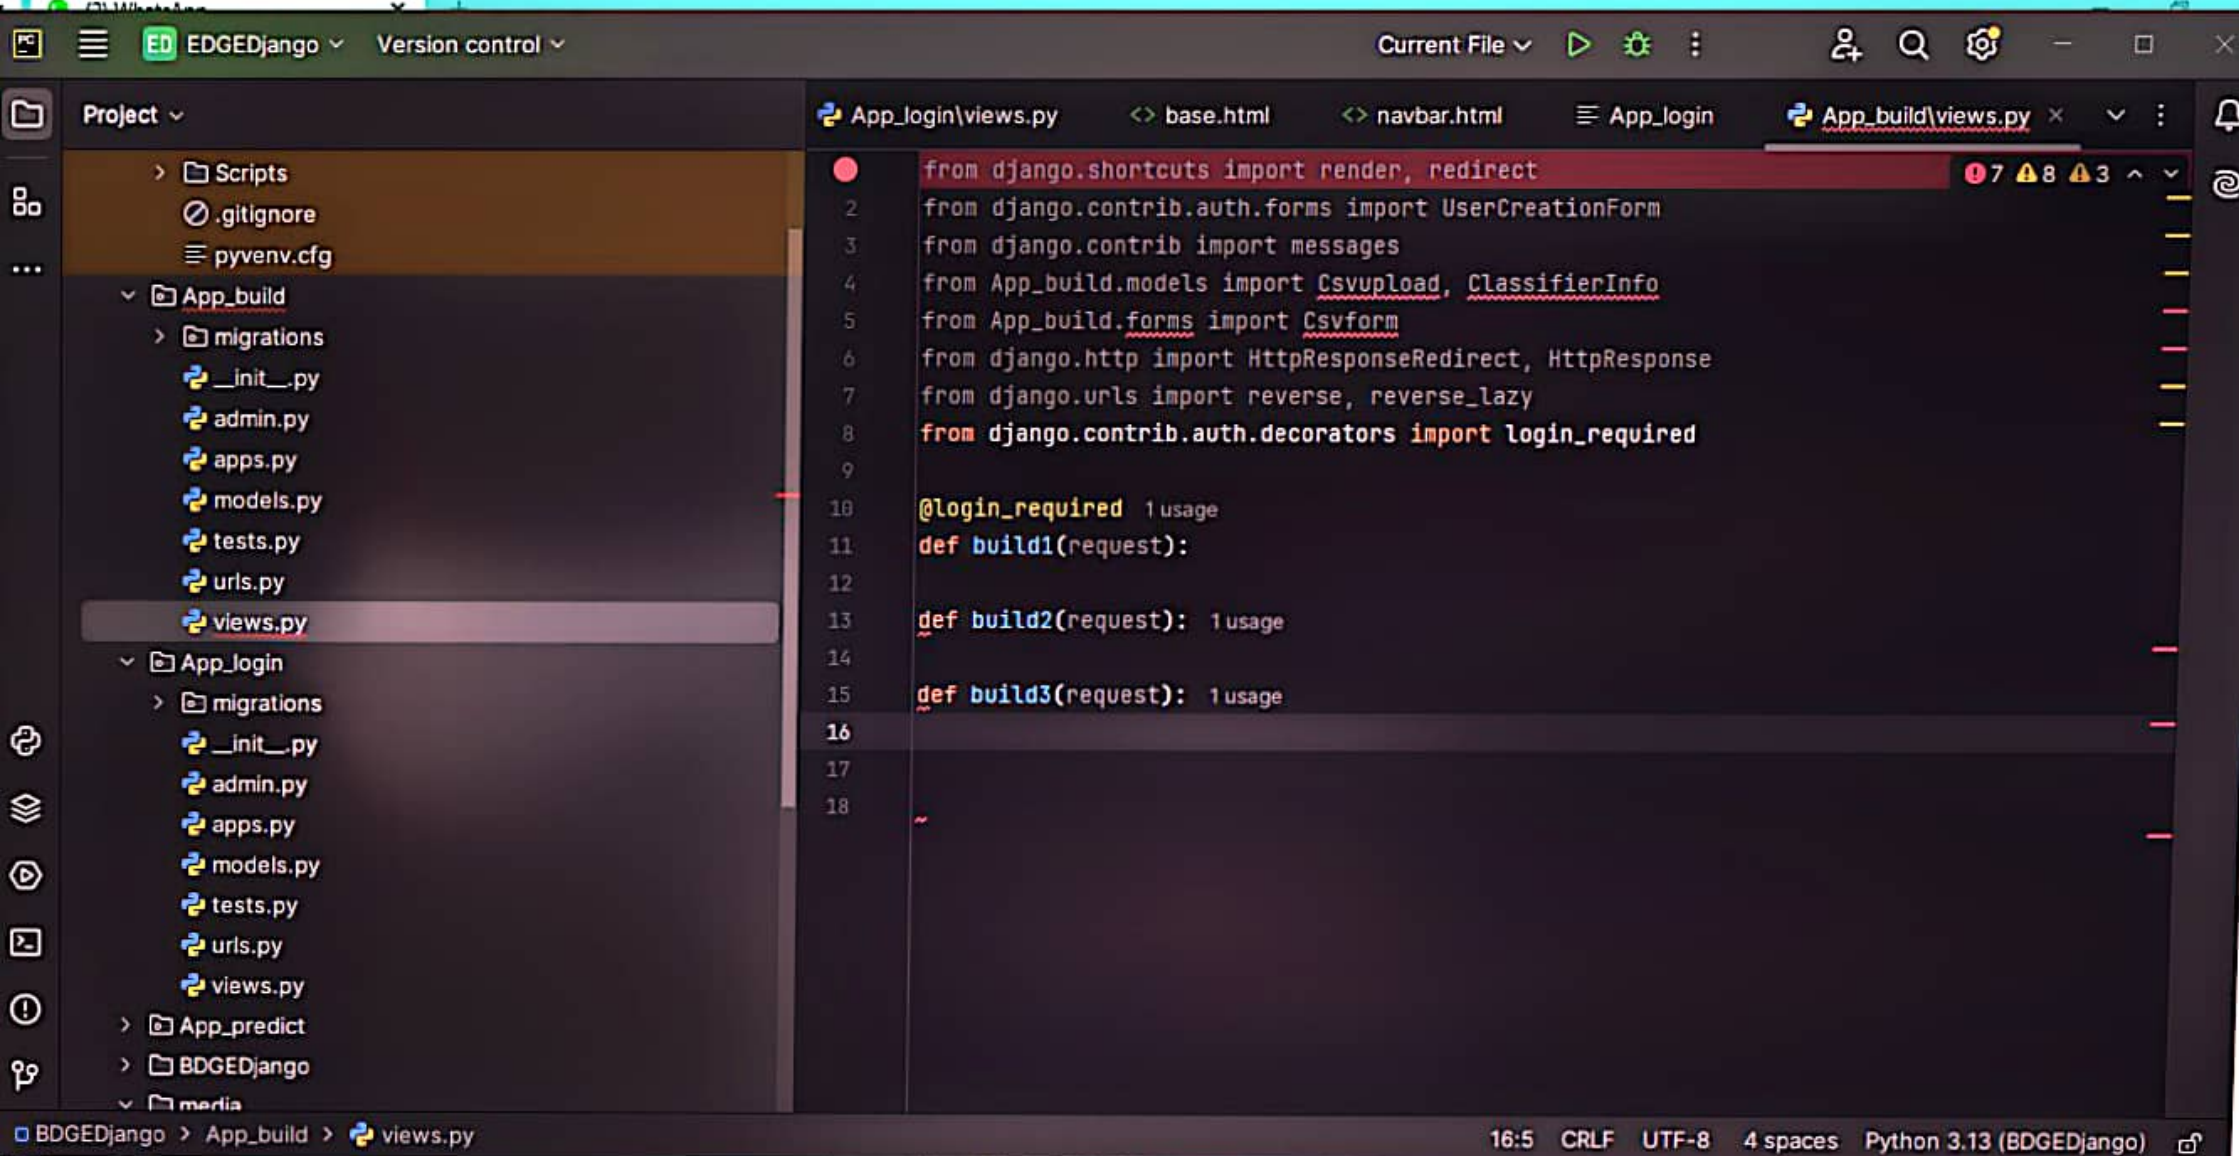 (2) WhatsApp
PC
ED EDGEDjango Version control Current File
Project
App_login\views.py base.html navbar.html App_login App_build\views.py
Scripts
.gitignore
pyvenv.cfg
App_build
migrations
__init__.py
admin.py
apps.py
models.py
tests.py
urls.py
views.py
App_login
migrations
__init__.py
admin.py
apps.py
models.py
tests.py
urls.py
views.py
App_predict
BDGEDjango
media
from django.shortcuts import render, redirect 7 8 3
2 from django.contrib.auth.forms import UserCreationForm
3 from django.contrib import messages
4 from App_build.models import Csvupload, ClassifierInfo
5 from App_build.forms import Csvform
6 from django.http import HttpResponseRedirect, HttpResponse
7 from django.urls import reverse, reverse_lazy
8 from django.contrib.auth.decorators import login_required
9
10 @login_required 1 usage
11 def build1(request):
12
13 def build2(request): 1 usage
14
15 def build3(request): 1 usage
16
17
18
BDGEDjango > App_build > views.py 16:5 CRLF UTF-8 4 spaces Python 3.13 (BDGEDjango)